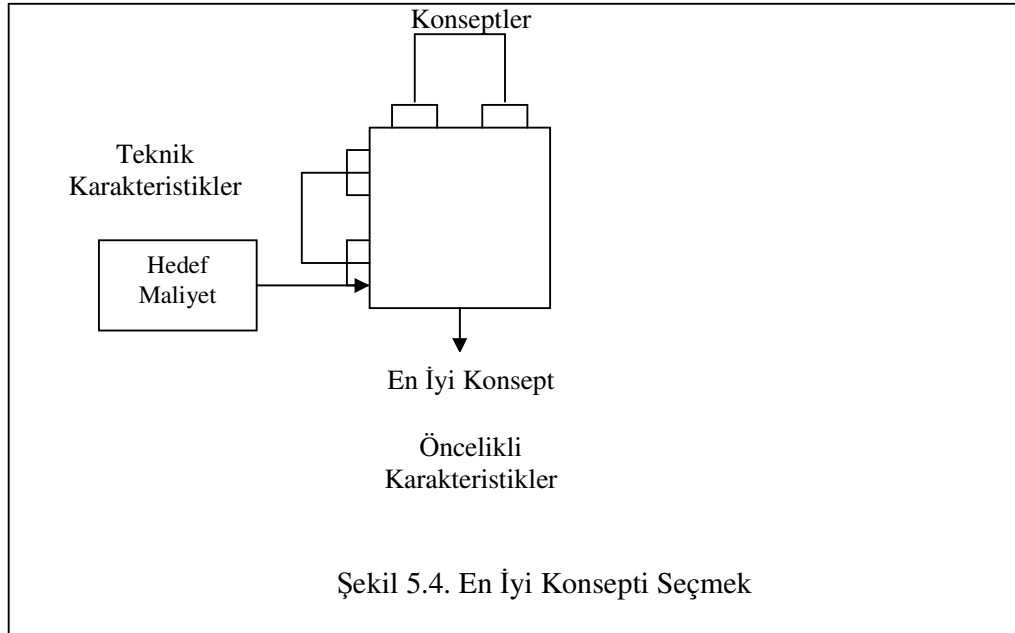 Konseptler
Teknik
Karakteristikler
Hedef
Maliyet
En İyi Konsept
Öncelikli
Karakteristikler
Şekil 5.4. En İyi Konsepti Seçmek